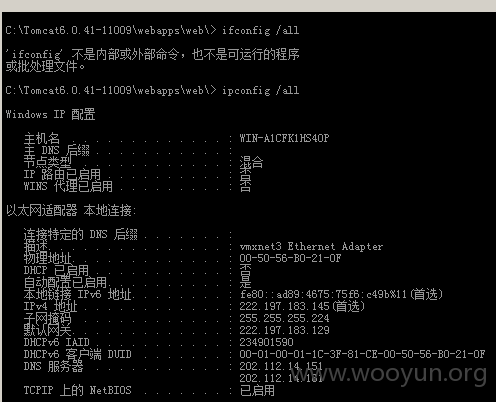 C:\Tomcat6.0.41-11009\webapps\web\> ifconfig /all
'ifconfig' 不是内部或外部命令，也不是可运行的程序
或批处理文件。
C:\Tomcat6.0.41-11009\webapps\web\> ipconfig /all
Windows IP 配置
主机名 . . . . . . . . . . . . . : WIN-A1CFK1HS4OP
主 DNS 后缀 . . . . . . . . . . . :
节点类型 . . . . . . . . . . . . : 混合
IP 路由已启用 . . . . . . . . . . : 否
WINS 代理已启用 . . . . . . . . . : 否
以太网适配器 本地连接:
连接特定的 DNS 后缀 . . . . . . . :
描述. . . . . . . . . . . . . . . : vmxnet3 Ethernet Adapter
物理地址. . . . . . . . . . . . . : 00-50-56-B0-21-0F
DHCP 已启用 . . . . . . . . . . . : 否
自动配置已启用. . . . . . . . . . : 是
本地链接 IPv6 地址. . . . . . . . : fe80::ad89:4675:75f6:c49b%11(首选)
IPv4 地址 . . . . . . . . . . . . : 222.197.183.145(首选)
子网掩码 . . . . . . . . . . . . : 255.255.255.224
默认网关. . . . . . . . . . . . . : 222.197.183.129
DHCPv6 IAID . . . . . . . . . . . : 234901590
DHCPv6 客户端 DUID . . . . . . . : 00-01-00-01-1C-3F-81-CE-00-50-56-B0-21-0F
DNS 服务器 . . . . . . . . . . . : 202.112.14.151
202.112.14.161
TCPIP 上的 NetBIOS . . . . . . . : 已启用
www.wooyun.org